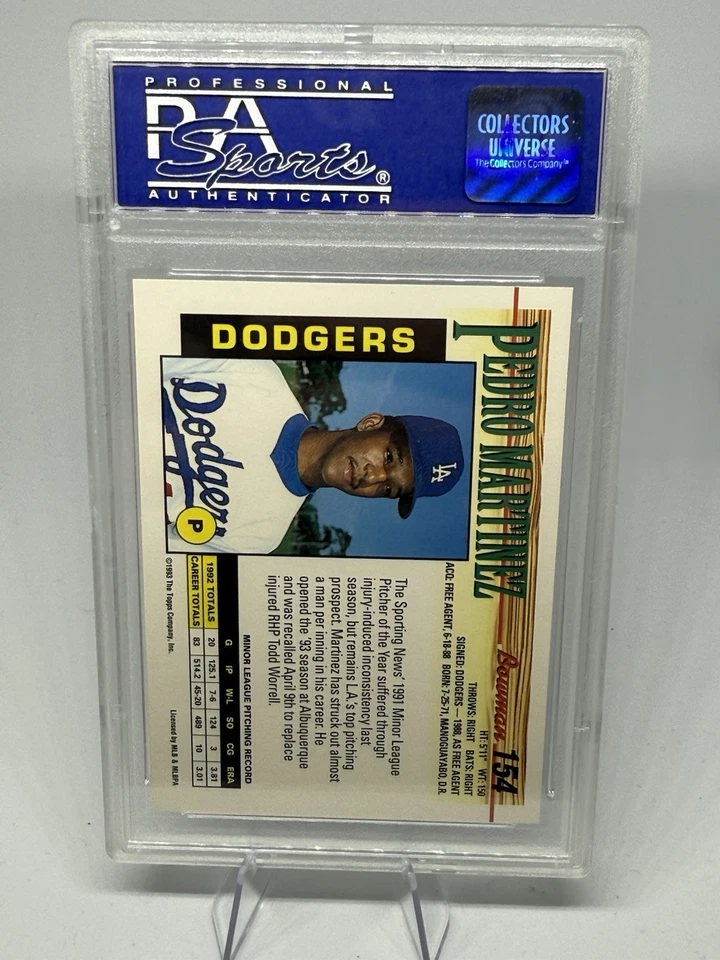 PROFESSIONAL
PSA
Sports®
AUTHENTICATOR
COLLECTORS
UNIVERSE
The Collectors Company™
DODGERS
PEDRO MARTINEZ
Bowman 154
HT: 5'11" WT: 150
THROWS: RIGHT BATS: RIGHT
SIGNED: DODGERS — 1988, AS FREE AGENT
ACQ: FREE AGENT, 6-18-88 BORN: 7-25-71, MANOGUAYABO, D.R.
Dodgers
P
The Sporting News' 1991 Minor League
Pitcher of the Year suffered through
injury-induced inconsistency last
season, but remains L.A.'s top pitching
prospect. Martinez has struck out almost
a man per inning in his career. He
opened the '93 season at Albuquerque
and was recalled April 9th to replace
injured RHP Todd Worrell.
MINOR LEAGUE PITCHING RECORD
G IP W-L SO CG ERA
1992 TOTALS 20 125.1 7-6 124 3 3.81
CAREER TOTALS 83 514.2 45-20 489 10 3.01
©1993 The Topps Company, Inc. Licensed by MLB & MLBPA